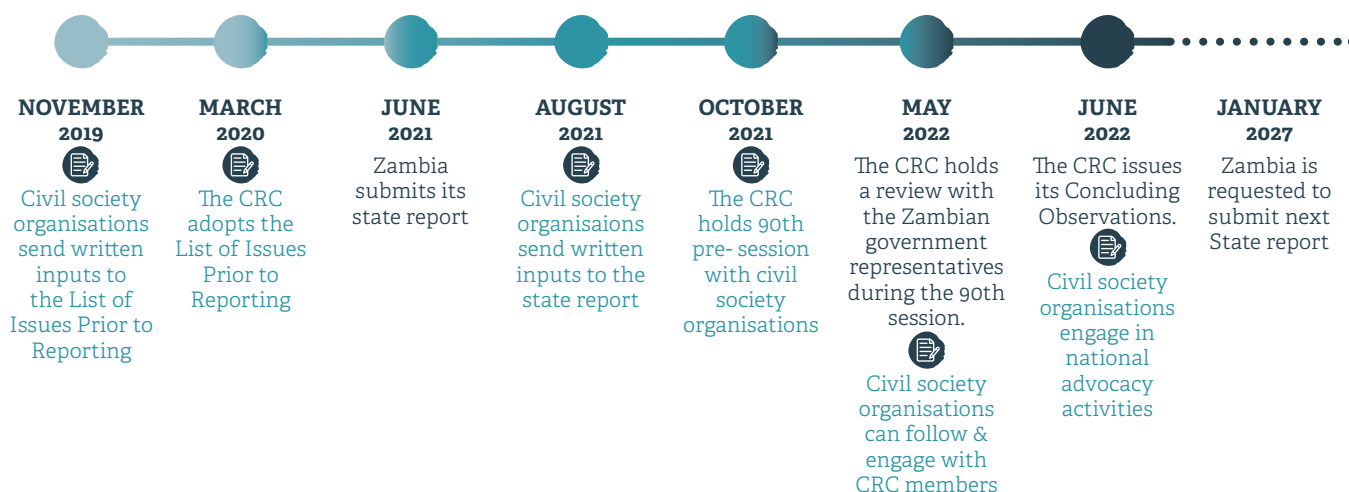 NOVEMBER
2019
Civil society
organisations
send written
inputs to
the List of
Issues Prior to
Reporting
MARCH
2020
The CRC
adopts the
List of Issues
Prior to
Reporting
JUNE
2021
Zambia
submits its
state report
AUGUST
2021
Civil society
organisaions
send written
inputs to the
state report
OCTOBER
2021
The CRC
holds 90th
pre- session
with civil
society
organisations
MAY
2022
The CRC holds
a review with
the Zambian
government
representatives
during the 90th
session.
Civil society
organisations
can follow &
engage with
CRC members
JUNE
2022
The CRC issues
its Concluding
Observations.
Civil society
organisations
engage in
national
advocacy
activities
JANUARY
2027
Zambia is
requested to
submit next
State report